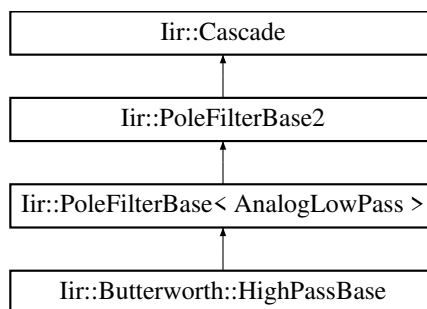 Iir::Cascade
Iir::PoleFilterBase2
Iir::PoleFilterBase< AnalogLowPass >
Iir::Butterworth::HighPassBase